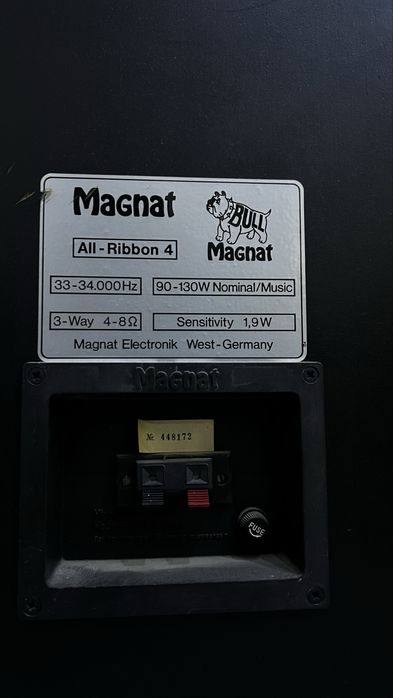 Magnat
BULL
Magnat
All-Ribbon 4
33-34.000Hz
90-130W Nominal/Music
3-Way 4-8Ω
Sensitivity 1,9W
Magnat Electronik West-Germany
Magnat
№ 448172
FUSE